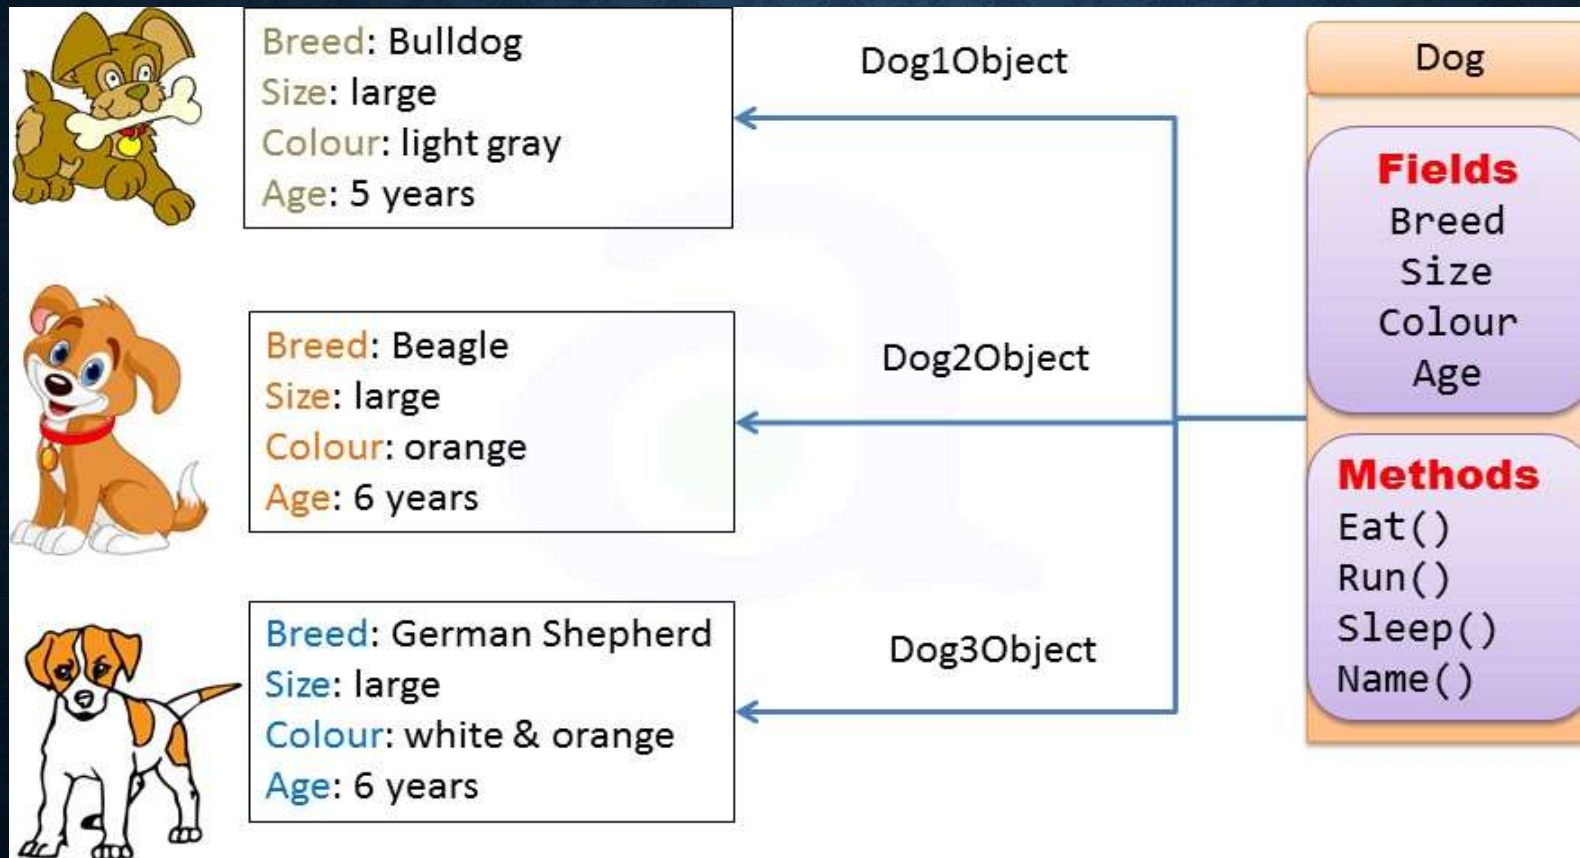 Breed: Bulldog
Size: large
Colour: light gray
Age: 5 years
Dog1Object
Breed: Beagle
Size: large
Colour: orange
Age: 6 years
Dog2Object
Breed: German Shepherd
Size: large
Colour: white & orange
Age: 6 years
Dog3Object
Dog
Fields
Breed
Size
Colour
Age
Methods
Eat()
Run()
Sleep()
Name()